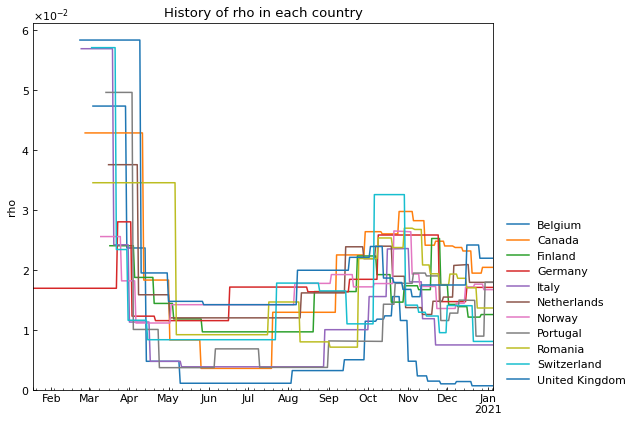 History of rho in each country
×10⁻²
6
5
4
3
2
1
0
rho
Feb Mar Apr May Jun Jul Aug Sep Oct Nov Dec Jan
2021
Belgium
Canada
Finland
Germany
Italy
Netherlands
Norway
Portugal
Romania
Switzerland
United Kingdom